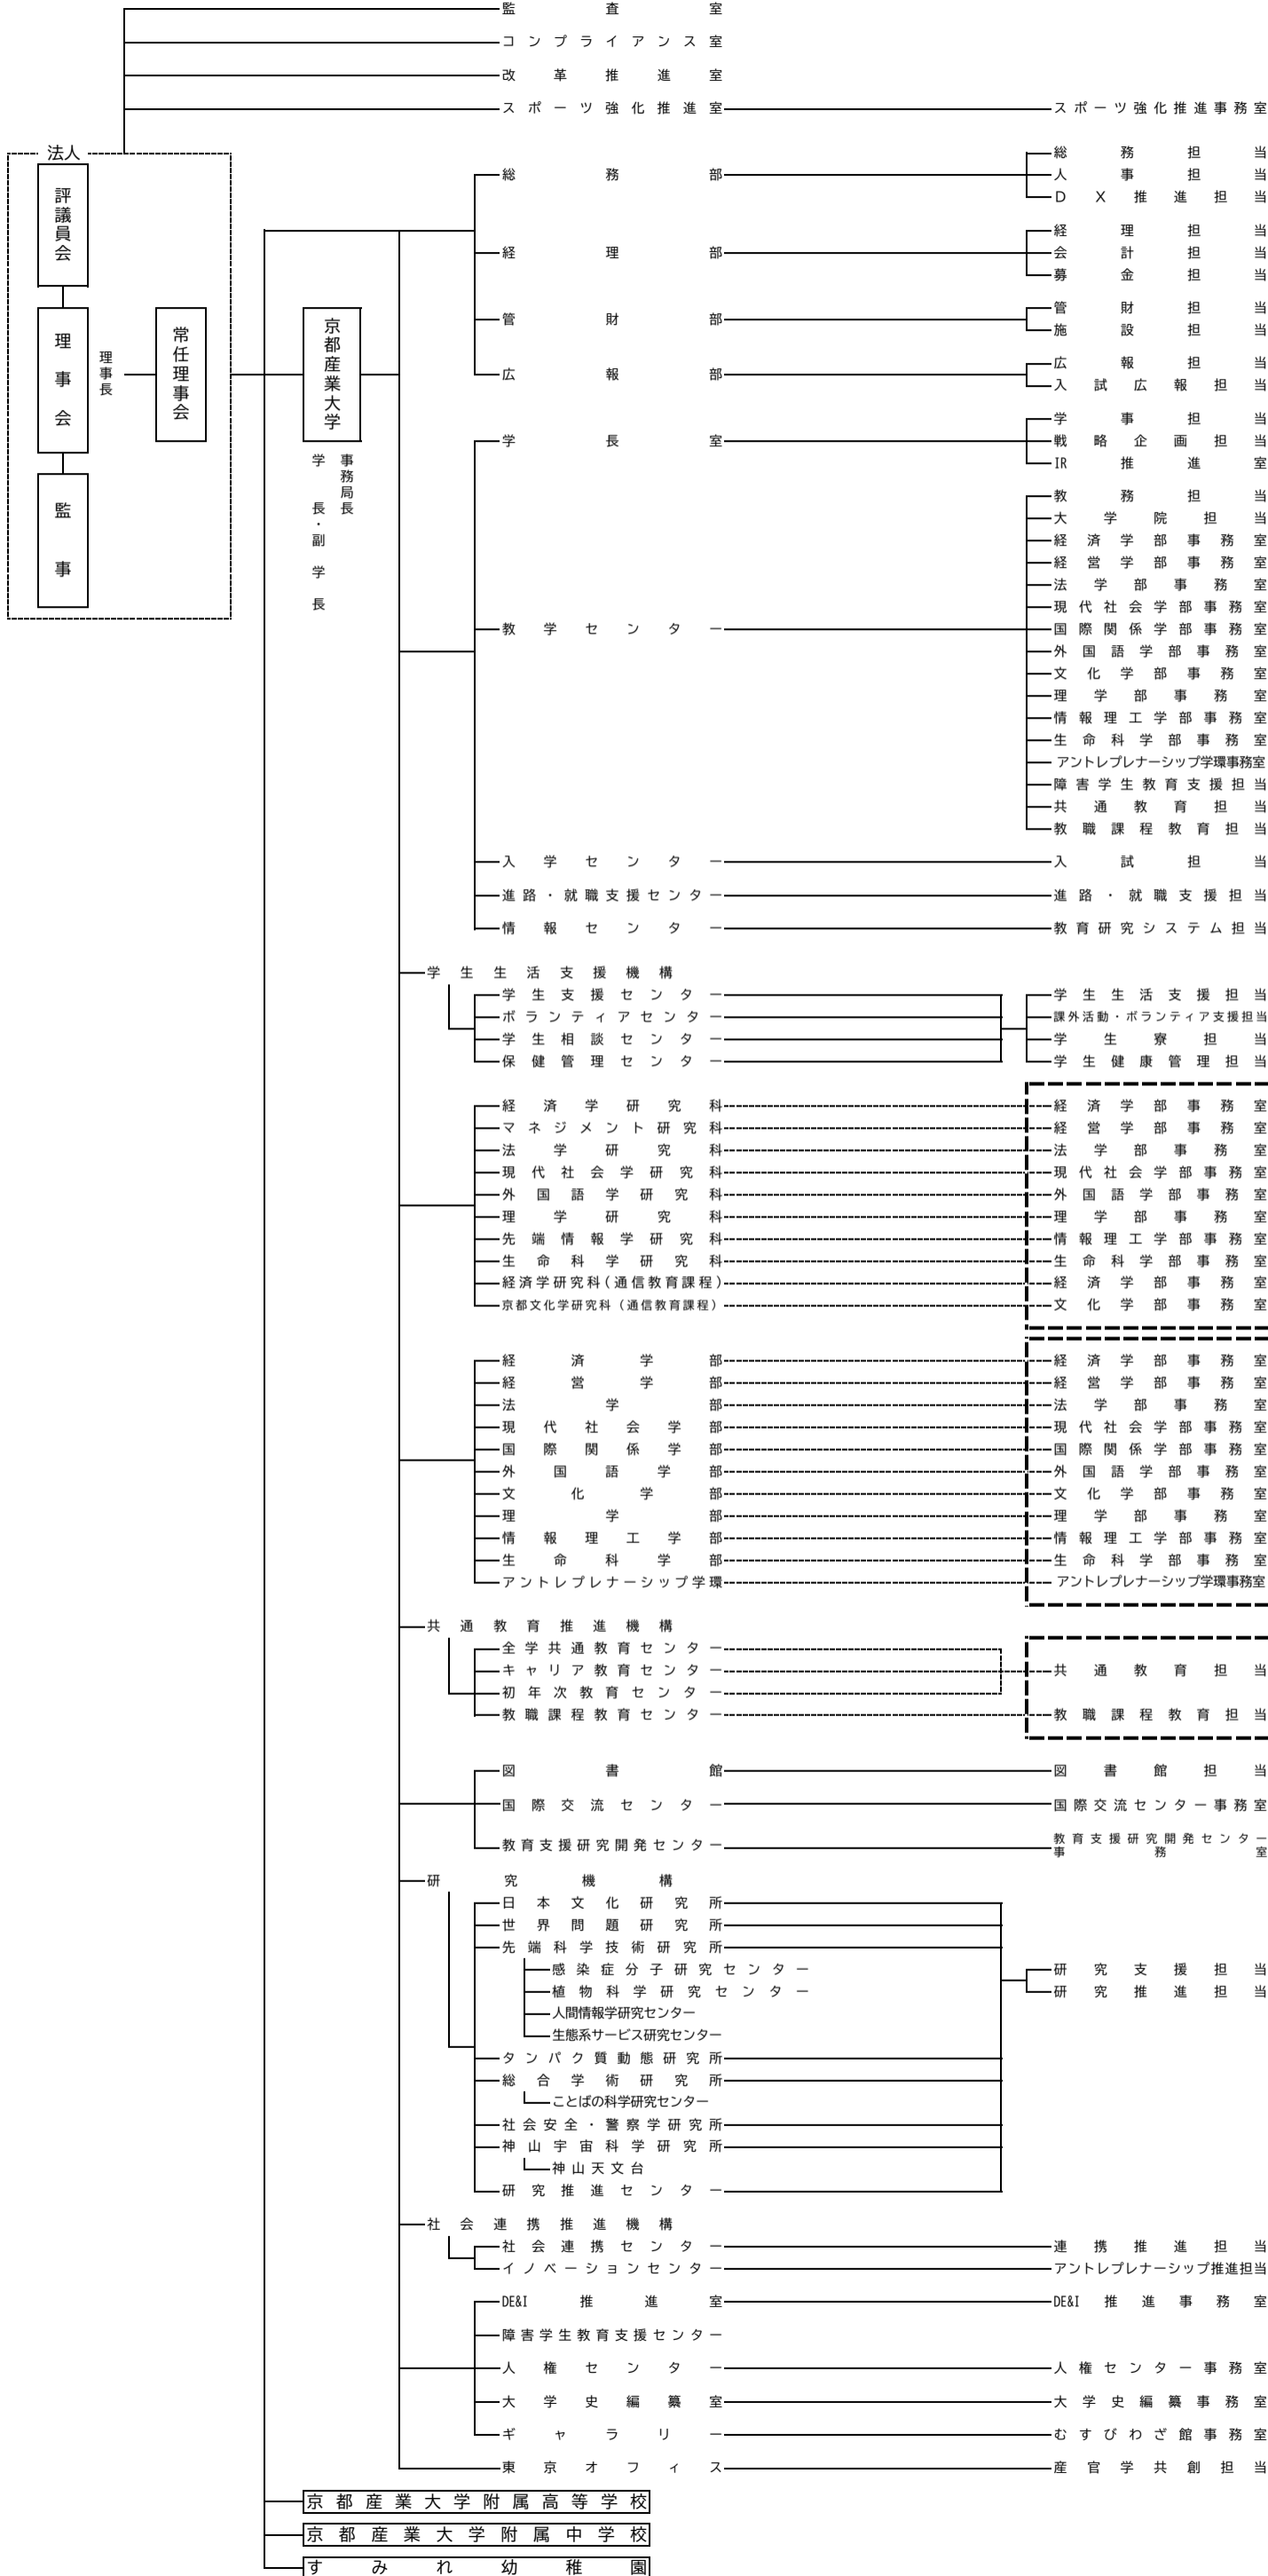 監査室
コンプライアンス室
改革推進室
スポーツ強化推進室 スポーツ強化推進事務室
法人
評議員会
理事会
監事
理事長
常任理事会
京都産業大学
事務局長
学長・副学長
総務部
総務担当
人事担当
DX推進担当
経理部
経理担当
会計担当
募金担当
管財部
管財担当
施設担当
広報部
広報担当
入試広報担当
学長室
学事担当
戦略企画担当
IR推進室
教学センター
教務担当
大学院担当
経済学部事務室
経営学部事務室
法学部事務室
現代社会学部事務室
国際関係学部事務室
外国語学部事務室
文化学部事務室
理学部事務室
情報理工学部事務室
生命科学部事務室
アントレプレナーシップ学環事務室
障害学生教育支援担当
共通教育担当
教職課程教育担当
入学センター 入試担当
進路・就職支援センター 進路・就職支援担当
情報センター 教育研究システム担当
学生生活支援機構
学生支援センター 学生生活支援担当
ボランティアセンター 課外活動・ボランティア支援担当
学生相談センター 学生寮担当
保健管理センター 学生健康管理担当
経済学研究科 経済学部事務室
マネジメント研究科 経営学部事務室
法学研究科 法学部事務室
現代社会学研究科 現代社会学部事務室
外国語学研究科 外国語学部事務室
理学研究科 理学部事務室
先端情報学研究科 情報理工学部事務室
生命科学研究科 生命科学部事務室
経済学研究科(通信教育課程) 経済学部事務室
京都文化学研究科(通信教育課程) 文化学部事務室
経済学部 経済学部事務室
経営学部 経営学部事務室
法学部 法学部事務室
現代社会学部 現代社会学部事務室
国際関係学部 国際関係学部事務室
外国語学部 外国語学部事務室
文化学部 文化学部事務室
理学部 理学部事務室
情報理工学部 情報理工学部事務室
生命科学部 生命科学部事務室
アントレプレナーシップ学環 アントレプレナーシップ学環事務室
共通教育推進機構
全学共通教育センター
キャリア教育センター 共通教育担当
初年次教育センター
教職課程教育センター 教職課程教育担当
図書館 図書館担当
国際交流センター 国際交流センター事務室
教育支援研究開発センター 教育支援研究開発センター
事務室
研究機構
日本文化研究所
世界問題研究所
先端科学技術研究所
感染症分子研究センター 研究支援担当
植物科学研究センター 研究推進担当
人間情報学研究センター
生態系サービス研究センター
タンパク質動態研究所
総合学術研究所
ことばの科学研究センター
社会安全・警察学研究所
神山宇宙科学研究所
神山天文台
研究推進センター
社会連携推進機構
社会連携センター 連携推進担当
イノベーションセンター アントレプレナーシップ推進担当
DE&I推進室 DE&I推進事務室
障害学生教育支援センター
人権センター 人権センター事務室
大学史編纂室 大学史編纂事務室
ギャラリー むすびわざ館事務室
東京オフィス 産官学共創担当
京都産業大学附属高等学校
京都産業大学附属中学校
すみれ幼稚園